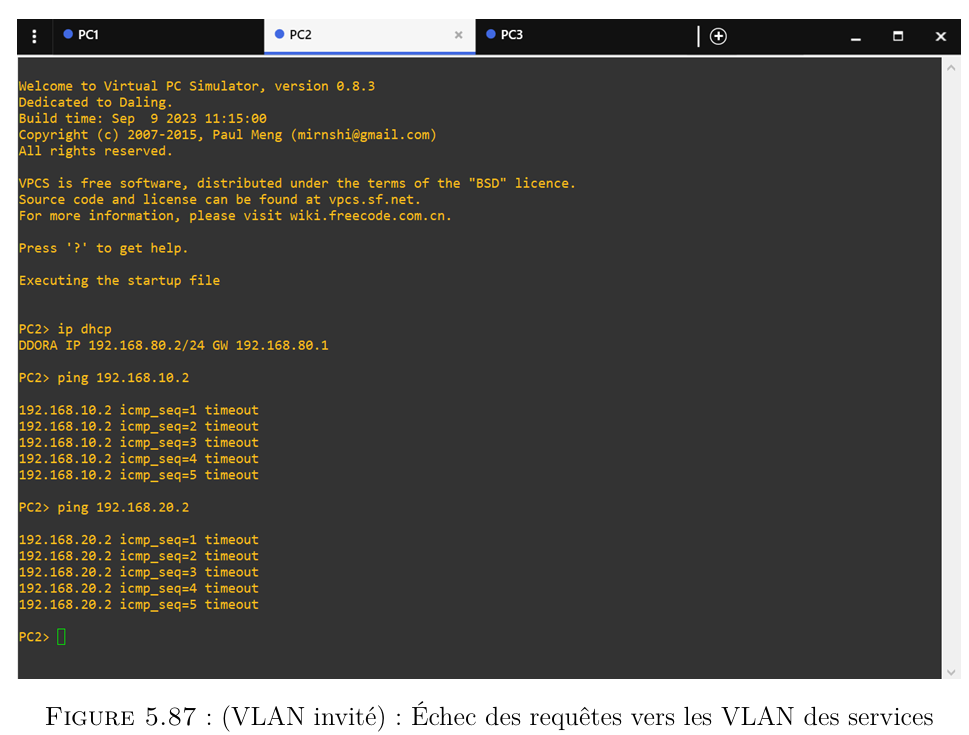 PC1
PC2
PC3
Welcome to Virtual PC Simulator, version 0.8.3
Dedicated to Daling.
Build time: Sep  9 2023 11:15:00
Copyright (c) 2007-2015, Paul Meng (mirnshi@gmail.com)
All rights reserved.
VPCS is free software, distributed under the terms of the "BSD" licence.
Source code and license can be found at vpcs.sf.net.
For more information, please visit wiki.freecode.com.cn.
Press '?' to get help.
Executing the startup file
PC2> ip dhcp
DDORA IP 192.168.80.2/24 GW 192.168.80.1
PC2> ping 192.168.10.2
192.168.10.2 icmp_seq=1 timeout
192.168.10.2 icmp_seq=2 timeout
192.168.10.2 icmp_seq=3 timeout
192.168.10.2 icmp_seq=4 timeout
192.168.10.2 icmp_seq=5 timeout
PC2> ping 192.168.20.2
192.168.20.2 icmp_seq=1 timeout
192.168.20.2 icmp_seq=2 timeout
192.168.20.2 icmp_seq=3 timeout
192.168.20.2 icmp_seq=4 timeout
192.168.20.2 icmp_seq=5 timeout
PC2>
FIGURE 5.87 : (VLAN invité) : Échec des requêtes vers les VLAN des services